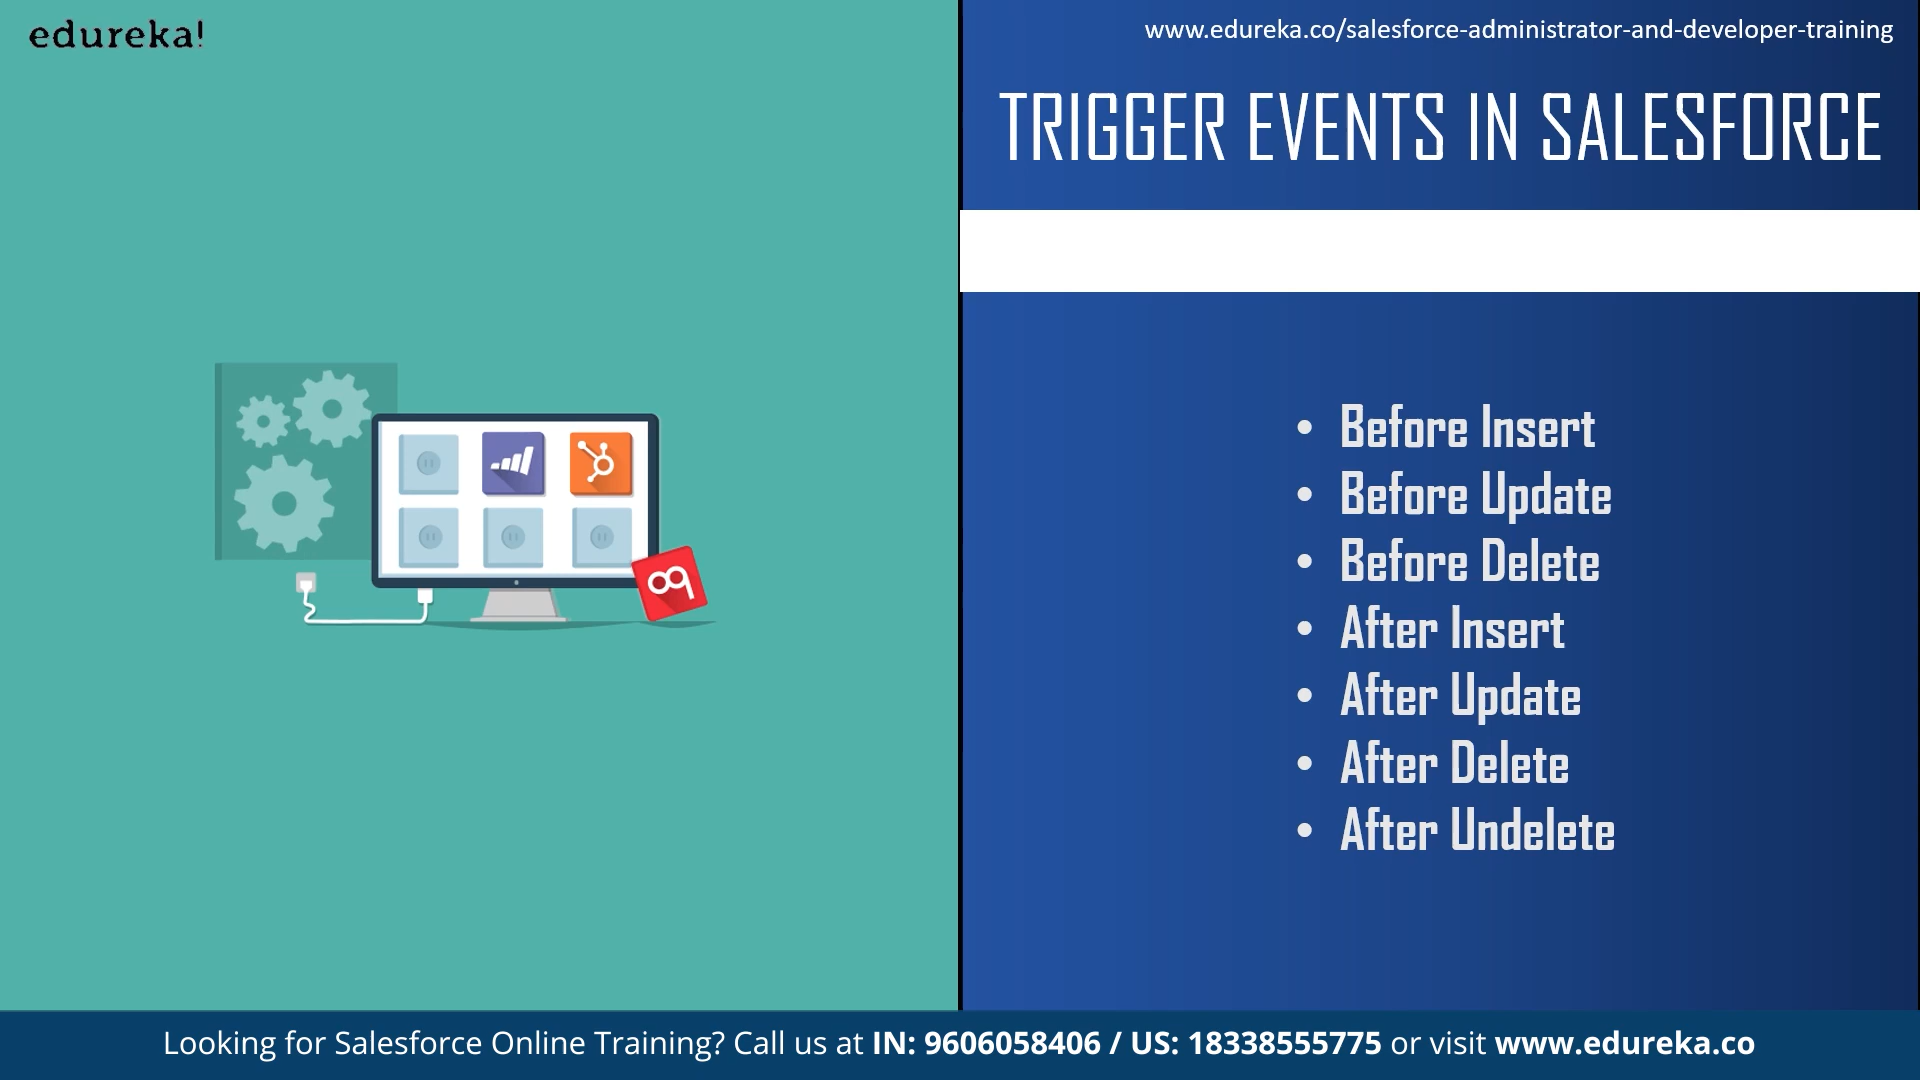 edureka!
www.edureka.co/salesforce-administrator-and-developer-training
TRIGGER EVENTS IN SALESFORCE
• Before Insert
• Before Update
• Before Delete
• After Insert
• After Update
• After Delete
• After Undelete
Looking for Salesforce Online Training? Call us at IN: 9606058406 / US: 18338555775 or visit www.edureka.co